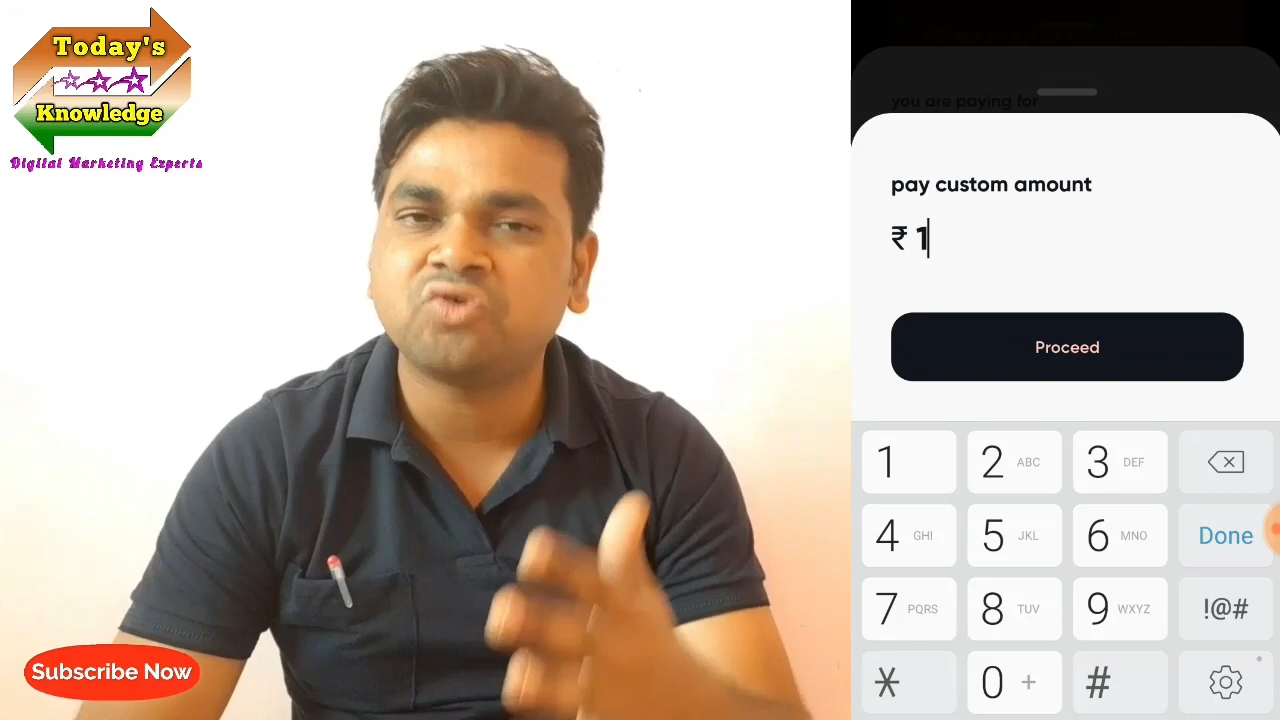 Today's
Knowledge
Digital Marketing Experts
Subscribe Now
you are paying for
pay custom amount
₹ 1
Proceed
1
2 ABC
3 DEF
4 GHI
5 JKL
6 MNO
Done
7 PQRS
8 TUV
9 WXYZ
!@#
*
0 +
#